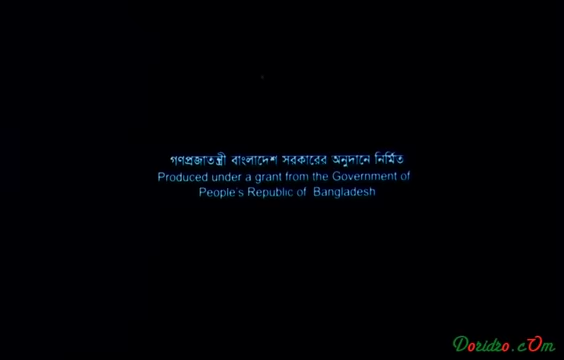 গণপ্রজাতন্ত্রী বাংলাদেশ সরকারের অনুদানে নির্মিত
Produced under a grant from the Government of
People's Republic of Bangladesh
Doridro.cOm